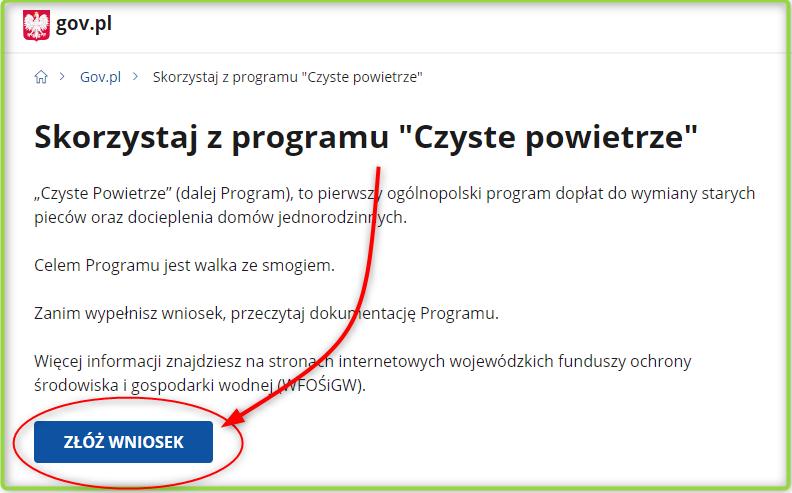 gov.pl
Gov.pl > Skorzystaj z programu "Czyste powietrze"
Skorzystaj z programu "Czyste powietrze"
„Czyste Powietrze” (dalej Program), to pierwszy ogólnopolski program dopłat do wymiany starych
pieców oraz docieplenia domów jednorodzinnych.
Celem Programu jest walka ze smogiem.
Zanim wypełnisz wniosek, przeczytaj dokumentację Programu.
Więcej informacji znajdziesz na stronach internetowych wojewódzkich funduszy ochrony
środowiska i gospodarki wodnej (WFOŚiGW).
ZŁÓŻ WNIOSEK